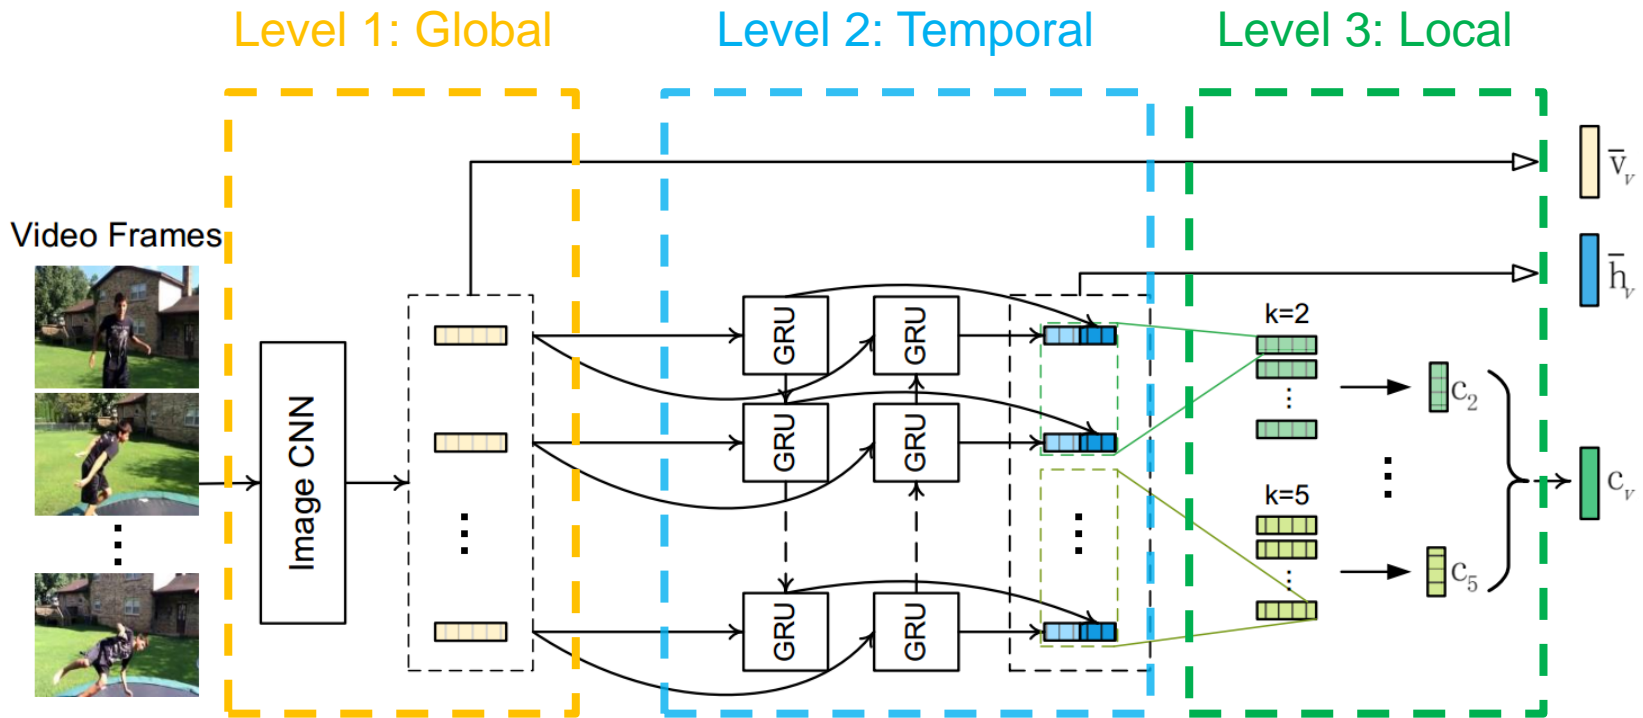 Level 1: Global
Level 2: Temporal
Level 3: Local
Video Frames
Image CNN
GRU
GRU
GRU
GRU
GRU
GRU
k=2
k=5
c₂
c₅
v̄ᵥ
h̄ᵥ
cᵥ